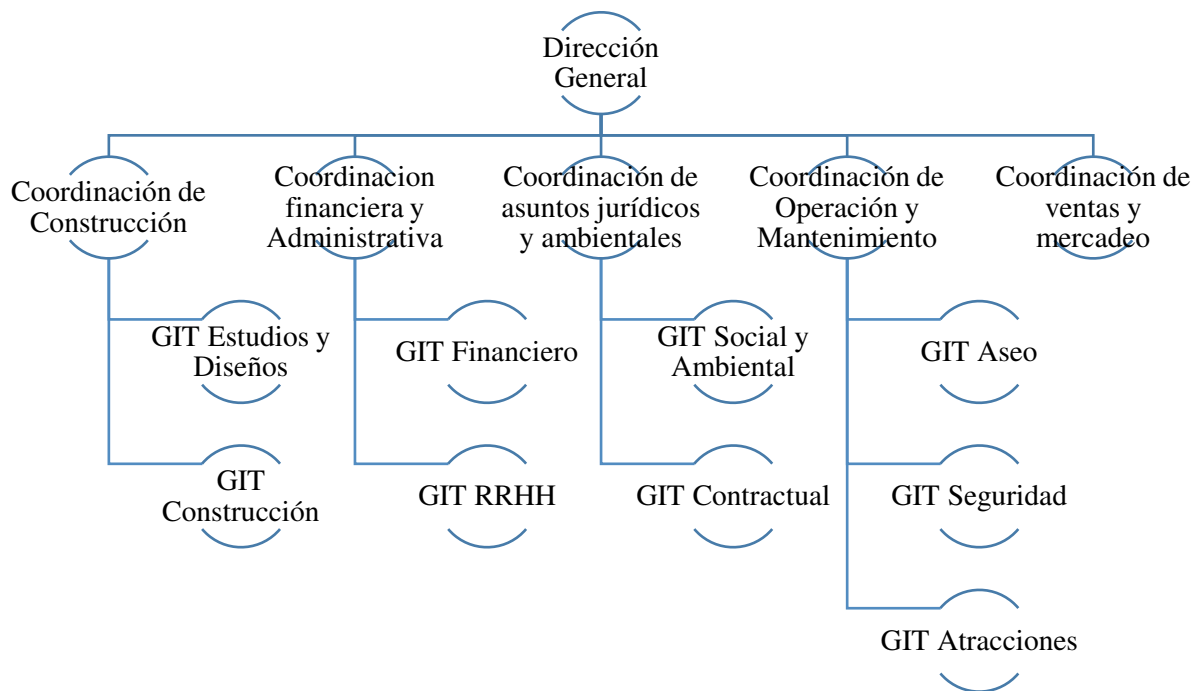 Dirección
General
Coordinación de
Construcción
Coordinacion
financiera y
Administrativa
Coordinación de
asuntos jurídicos
y ambientales
Coordinación de
Operación y
Mantenimiento
Coordinación de
ventas y
mercadeo
GIT Estudios y
Diseños
GIT Financiero
GIT Social y
Ambiental
GIT Aseo
GIT
Construcción
GIT RRHH
GIT Contractual
GIT Seguridad
GIT Atracciones